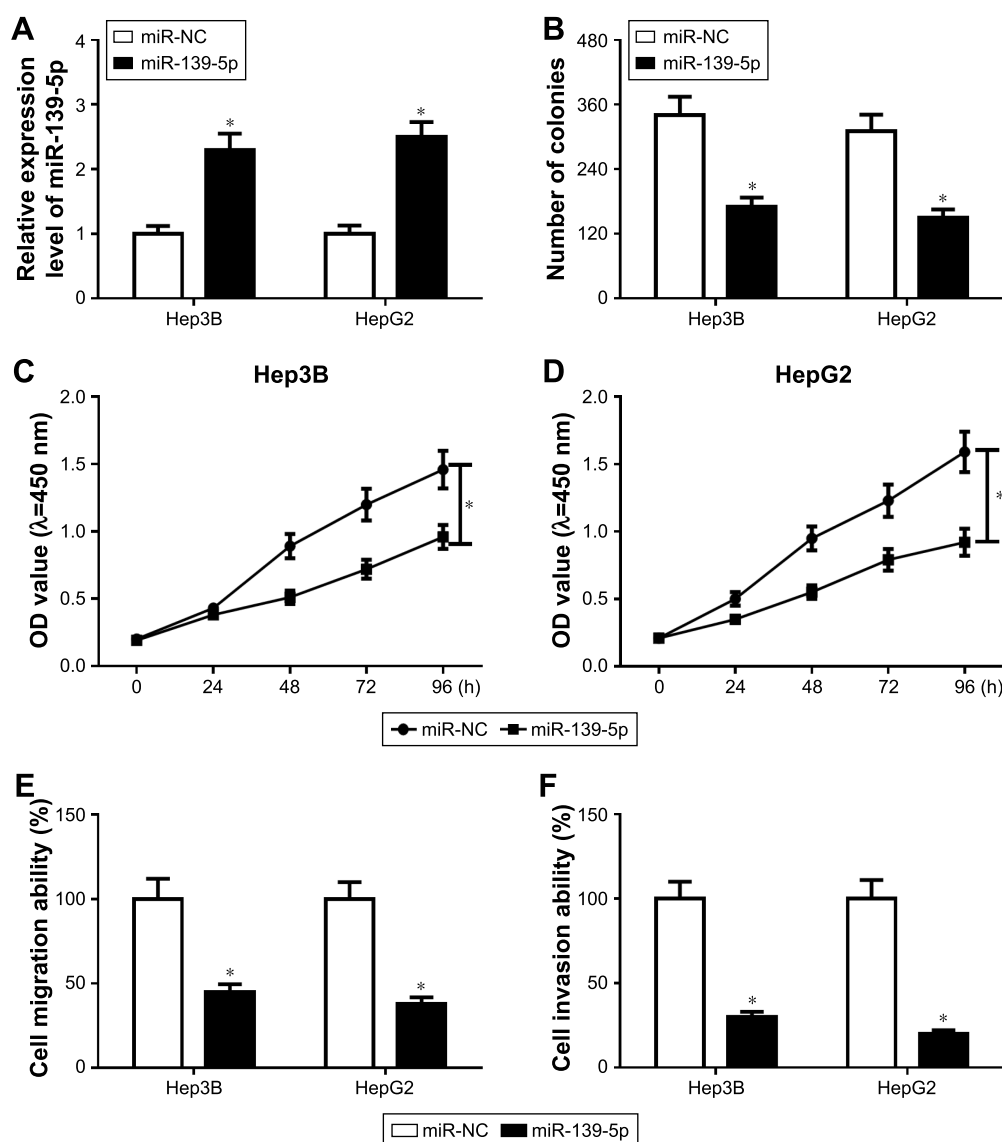 A
miR-NC
miR-139-5p
Relative expression
level of miR-139-5p
4
3
2
1
0
*
*
Hep3B
HepG2
B
miR-NC
miR-139-5p
Number of colonies
480
360
240
120
0
*
*
Hep3B
HepG2
C
Hep3B
OD value (λ=450 nm)
2.0
1.5
1.0
0.5
0.0
*
0 24 48 72 96 (h)
D
HepG2
OD value (λ=450 nm)
2.0
1.5
1.0
0.5
0.0
*
0 24 48 72 96 (h)
miR-NC miR-139-5p
E
Cell migration ability (%)
150
100
50
0
*
*
Hep3B
HepG2
F
Cell invasion ability (%)
150
100
50
0
*
*
Hep3B
HepG2
miR-NC miR-139-5p